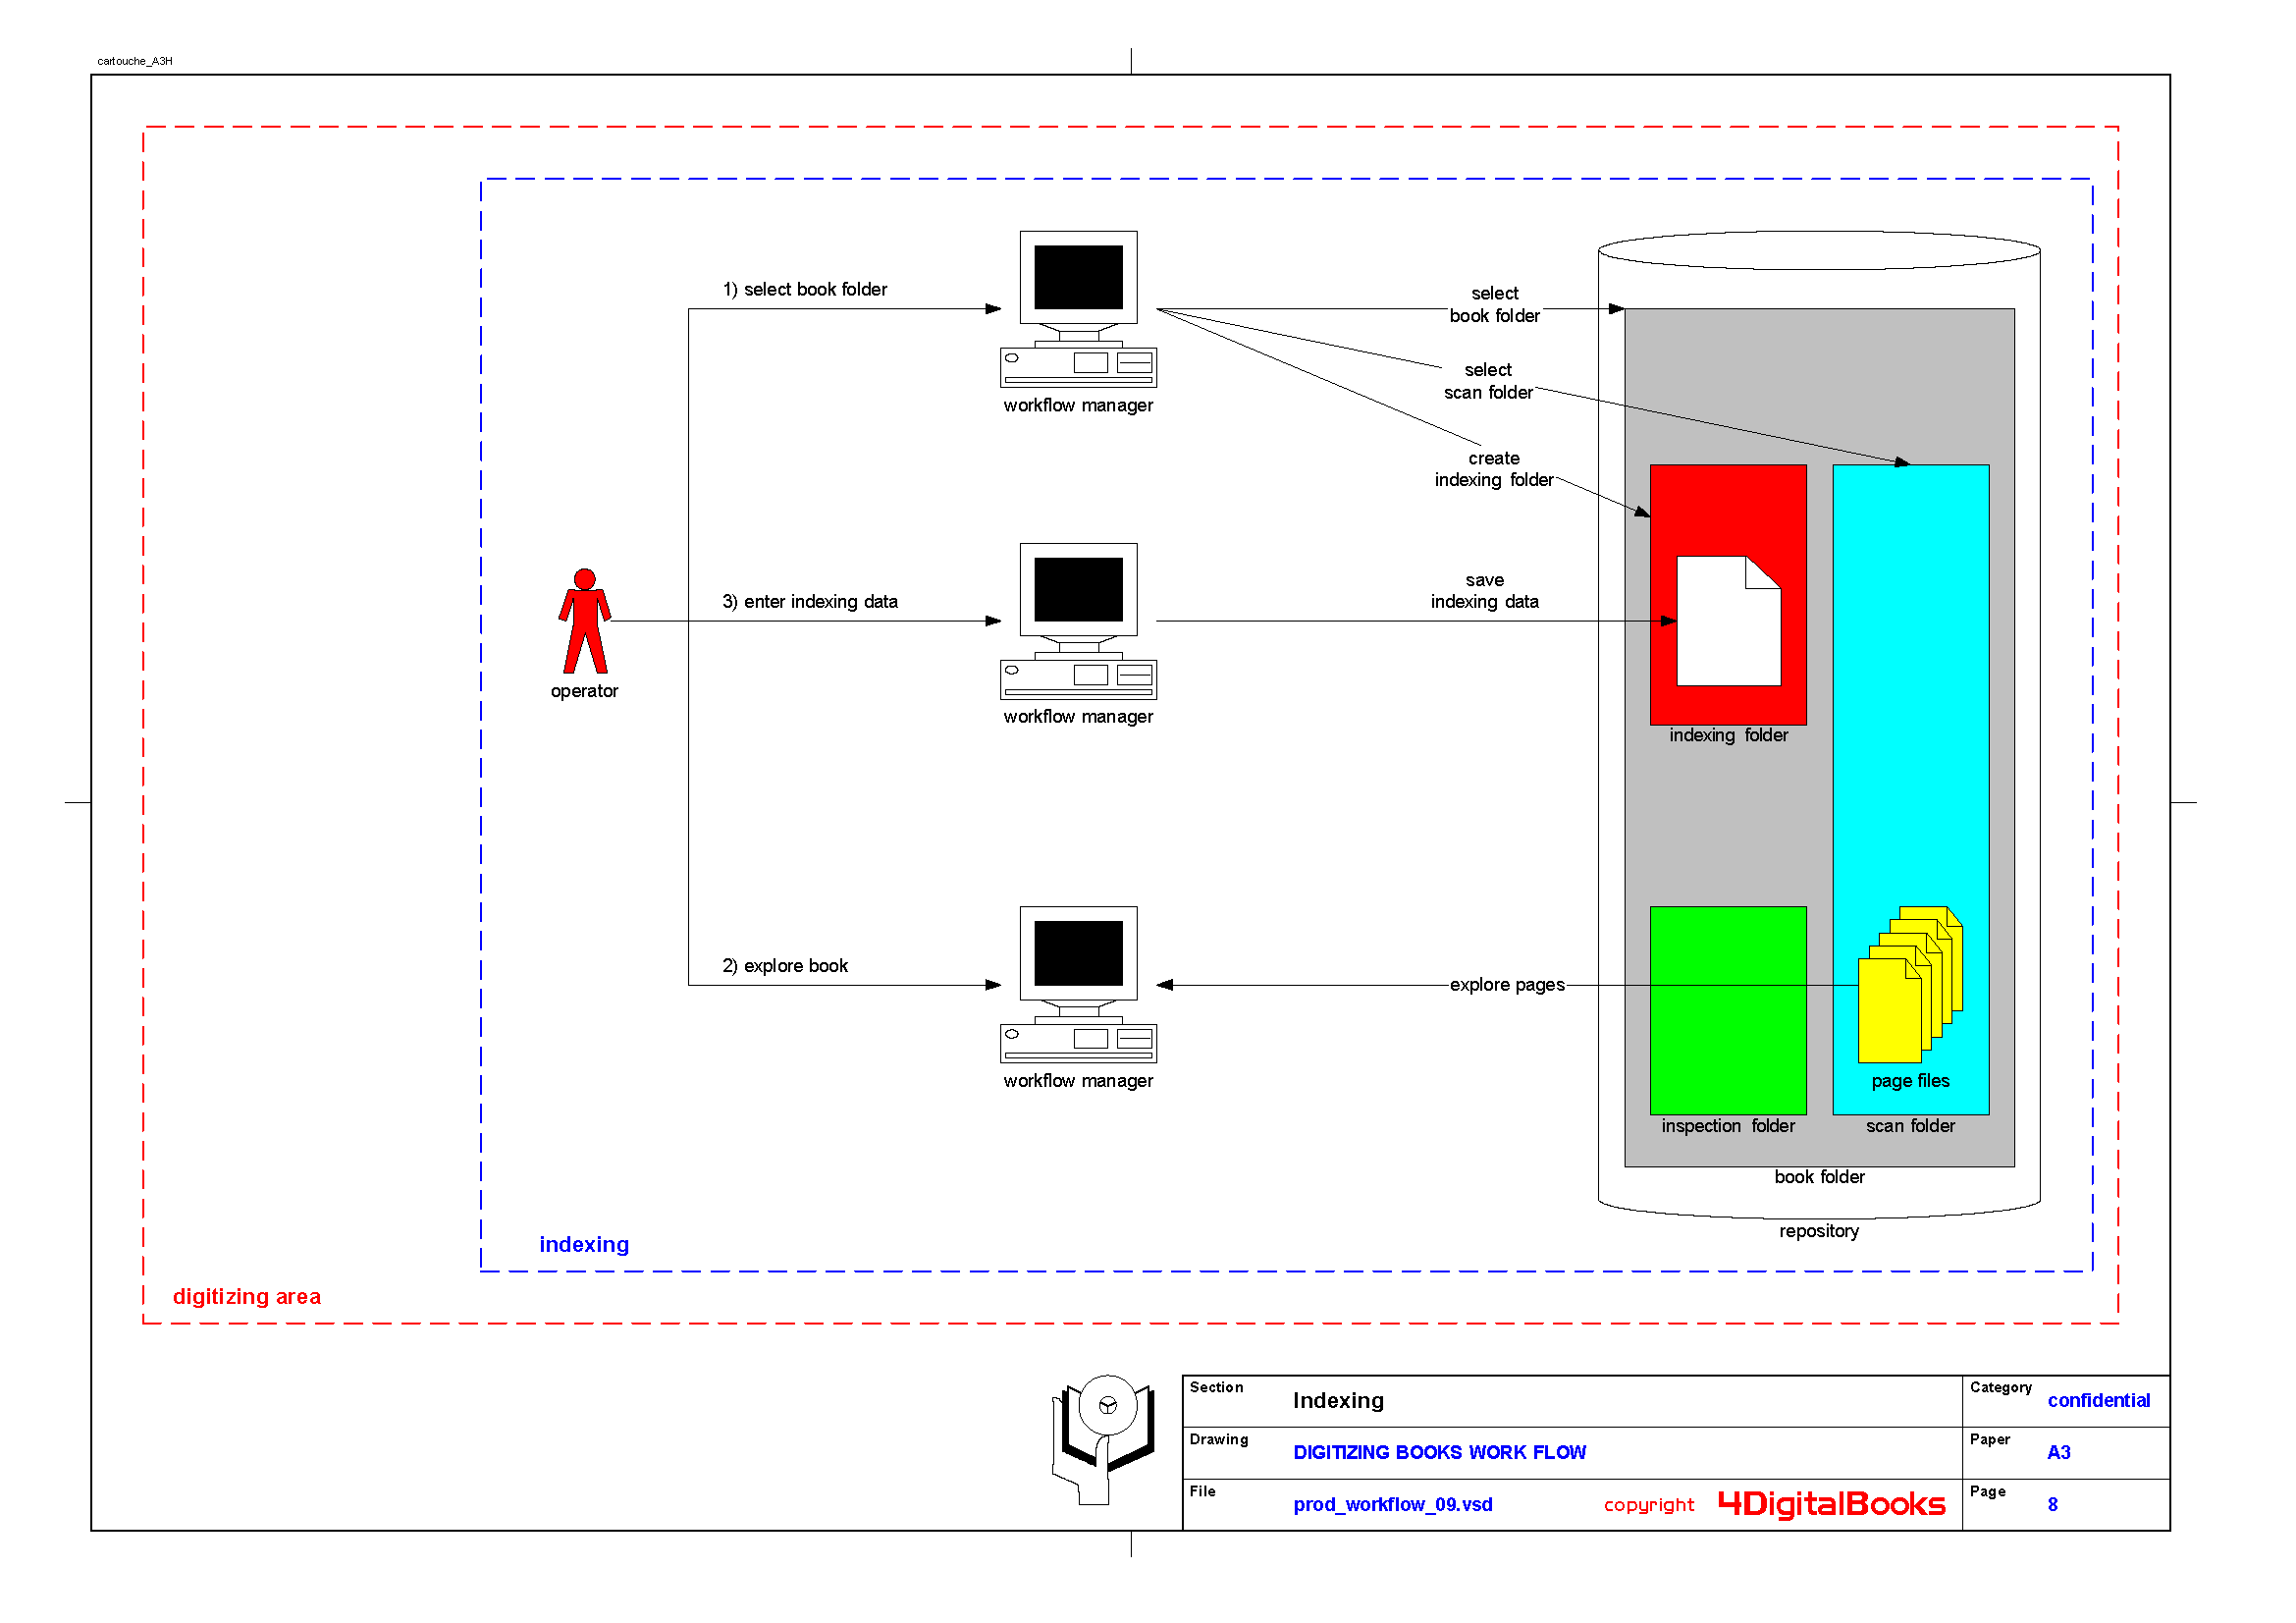 cartouche_A3H
1) select book folder
workflow manager
select
book folder
select
scan folder
create
indexing folder
operator
3) enter indexing data
workflow manager
save
indexing data
indexing folder
2) explore book
workflow manager
explore pages
page files
inspection folder
scan folder
book folder
repository
indexing
digitizing area
Section
Indexing
Category
confidential
Drawing
DIGITIZING BOOKS WORK FLOW
Paper
A3
File
prod_workflow_09.vsd
copyright 4DigitalBooks
Page
8